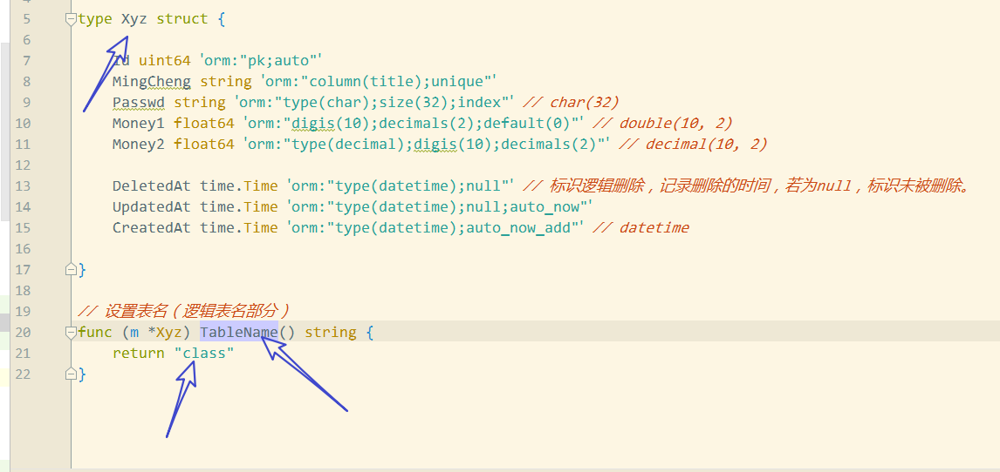 5 type Xyz struct {
6
7 Id uint64 `orm:"pk;auto"`
8 MingCheng string `orm:"column(title);unique"`
9 Passwd string `orm:"type(char);size(32);index"` // char(32)
10 Money1 float64 `orm:"digis(10);decimals(2);default(0)"` // double(10, 2)
11 Money2 float64 `orm:"type(decimal);digis(10);decimals(2)"` // decimal(10, 2)
12
13 DeletedAt time.Time `orm:"type(datetime);null"` // 标识逻辑删除，记录删除的时间，若为null，标识未被删除。
14 UpdatedAt time.Time `orm:"type(datetime);null;auto_now"`
15 CreatedAt time.Time `orm:"type(datetime);auto_now_add"` // datetime
16
17 }
18
19 // 设置表名（逻辑表名部分）
20 func (m *Xyz) TableName() string {
21 return "class"
22 }